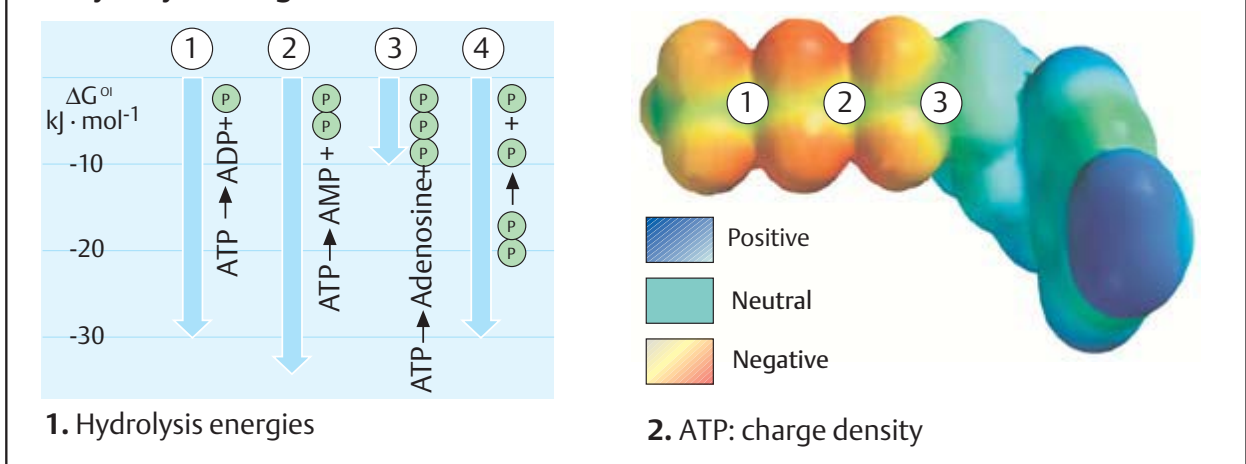 1 2 3 4
ΔG⁰ᴵ
kJ · mol⁻¹
-10
-20
-30
ATP → ADP+ P
ATP → AMP + P P
ATP → Adenosine+ P P P
P P → P + P
1. Hydrolysis energies
1 2 3
Positive
Neutral
Negative
2. ATP: charge density